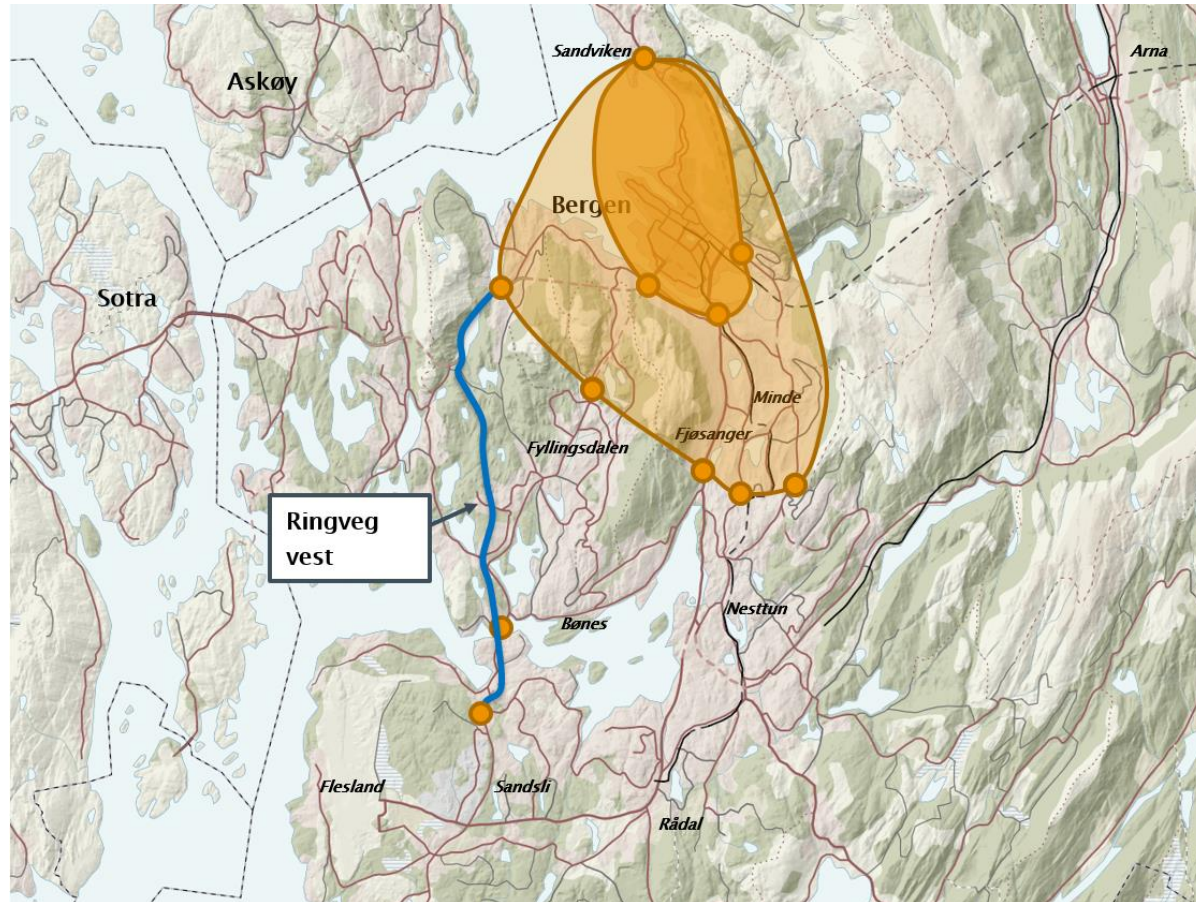 Sandviken
Arna
Askøy
Bergen
Sotra
Minde
Fjøsanger
Fyllingsdalen
Ringveg
vest
Nesttun
Bønes
Flesland
Sandsli
Rådal